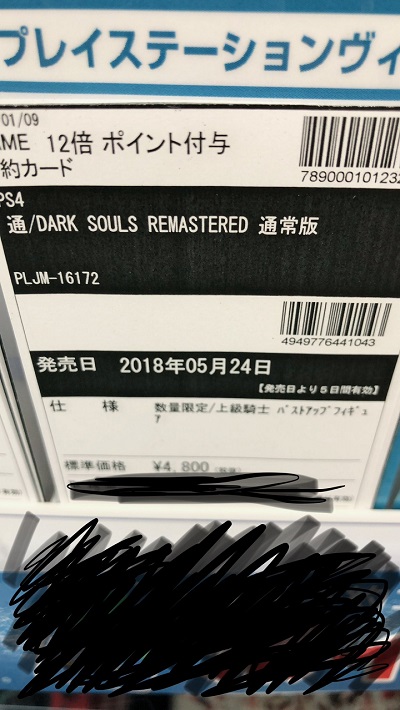 プレイステーションヴィ
/01/09
AME 12倍 ポイント付与
約カード
789000101232
PS4
通/DARK SOULS REMASTERED 通常版
PLJM-16172
4949776441043
発売日 2018年05月24日
【発売日より５日間有効】
仕 様 数量限定/上級騎士 ﾊﾞｽﾄｱｯﾌﾟﾌｨｷﾞｭ
ｱ
標準価格 ¥4,800